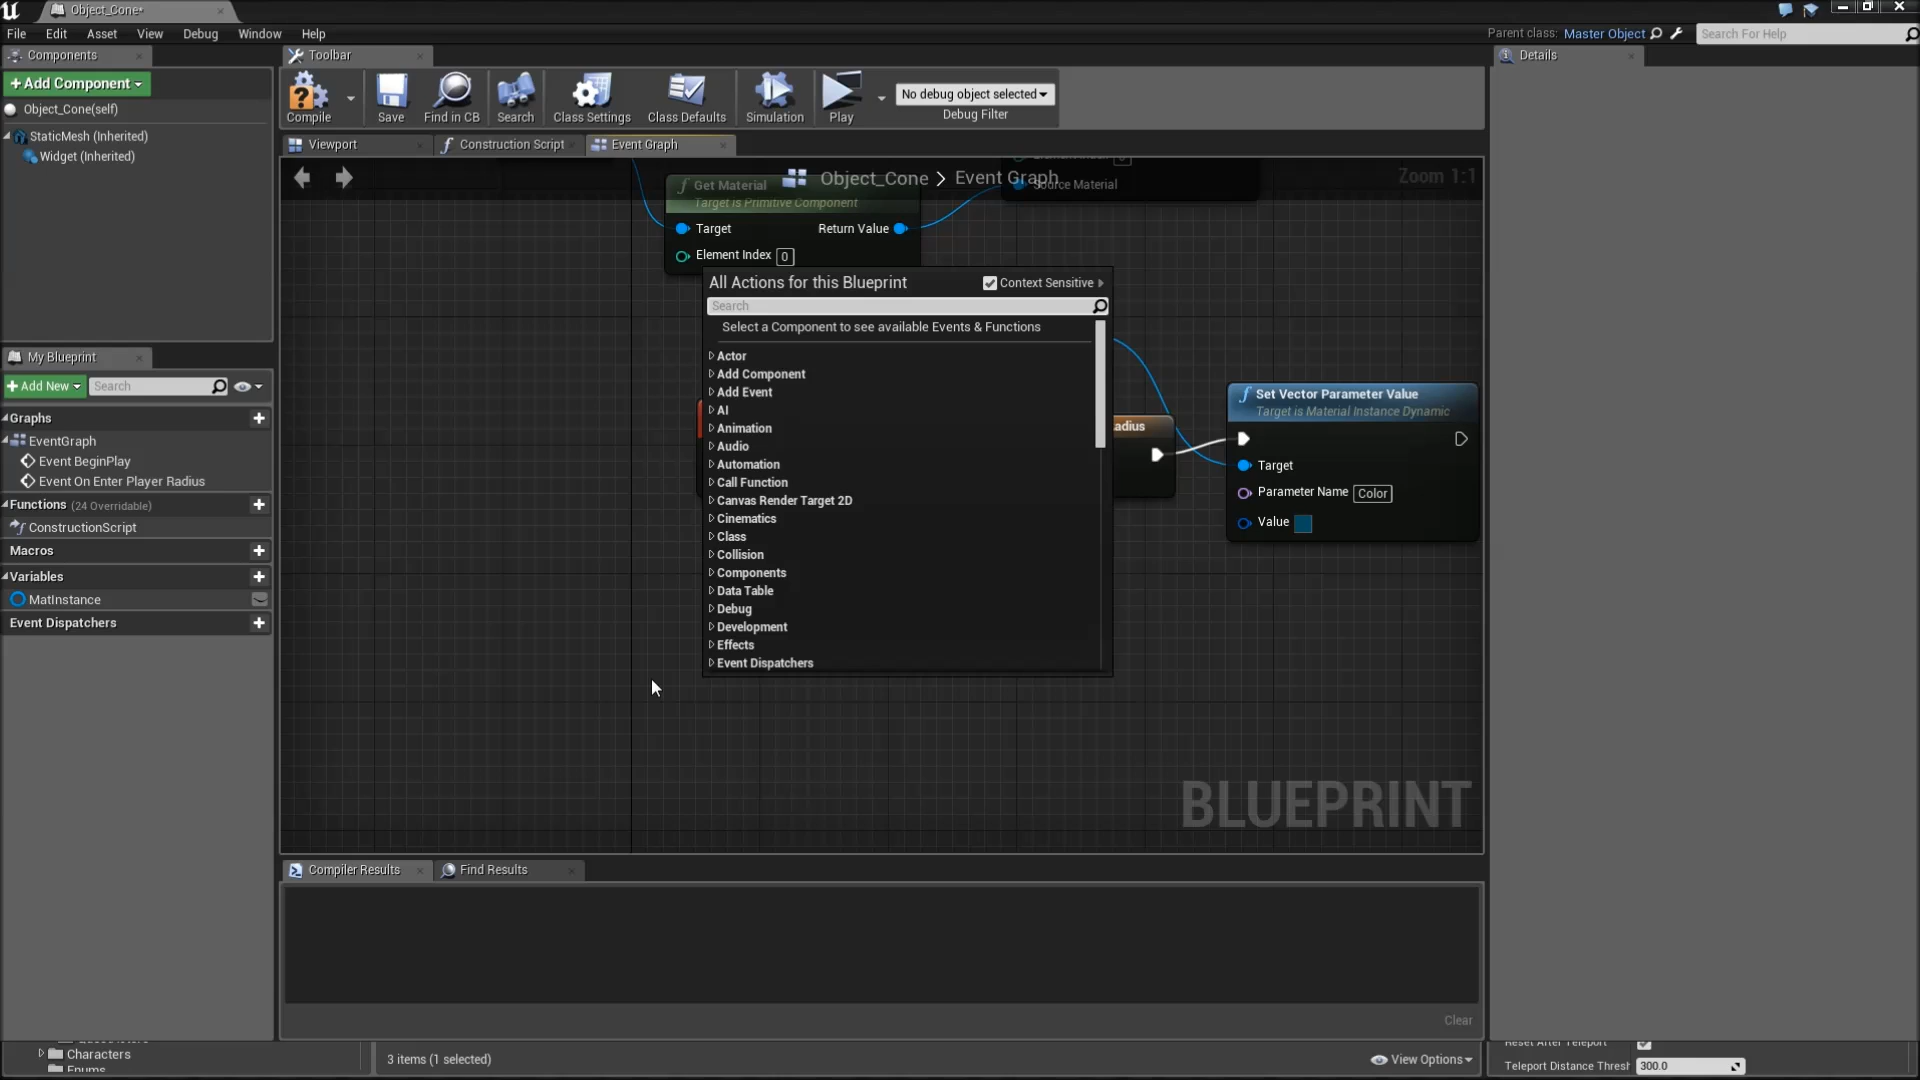 Object_Cone*
File Edit Asset View Debug Window Help
Parent class: Master Object
Search For Help
Components
Toolbar
Details
+Add Component
Object_Cone(self)
StaticMesh (Inherited)
Widget (Inherited)
Compile
Save
Find in CB
Search
Class Settings
Class Defaults
Simulation
Play
No debug object selected
Debug Filter
Viewport
Construction Script
Event Graph
Object_Cone > Event Graph
Zoom 1:1
Get Material
Target is Primitive Component
Target
Return Value
Element Index 0
Source Material
All Actions for this Blueprint
Context Sensitive
Search
Select a Component to see available Events & Functions
Actor
Add Component
Add Event
AI
Animation
Audio
Automation
Call Function
Canvas Render Target 2D
Cinematics
Class
Collision
Components
Data Table
Debug
Development
Effects
Event Dispatchers
adius
Set Vector Parameter Value
Target is Material Instance Dynamic
Target
Parameter Name Color
Value
BLUEPRINT
My Blueprint
+Add New
Search
Graphs
EventGraph
Event BeginPlay
Event On Enter Player Radius
Functions (24 Overridable)
ConstructionScript
Macros
Variables
MatInstance
Event Dispatchers
Compiler Results
Find Results
Clear
Characters
Enums
3 items (1 selected)
View Options
Reset After Teleport
Teleport Distance Thresh 300.0